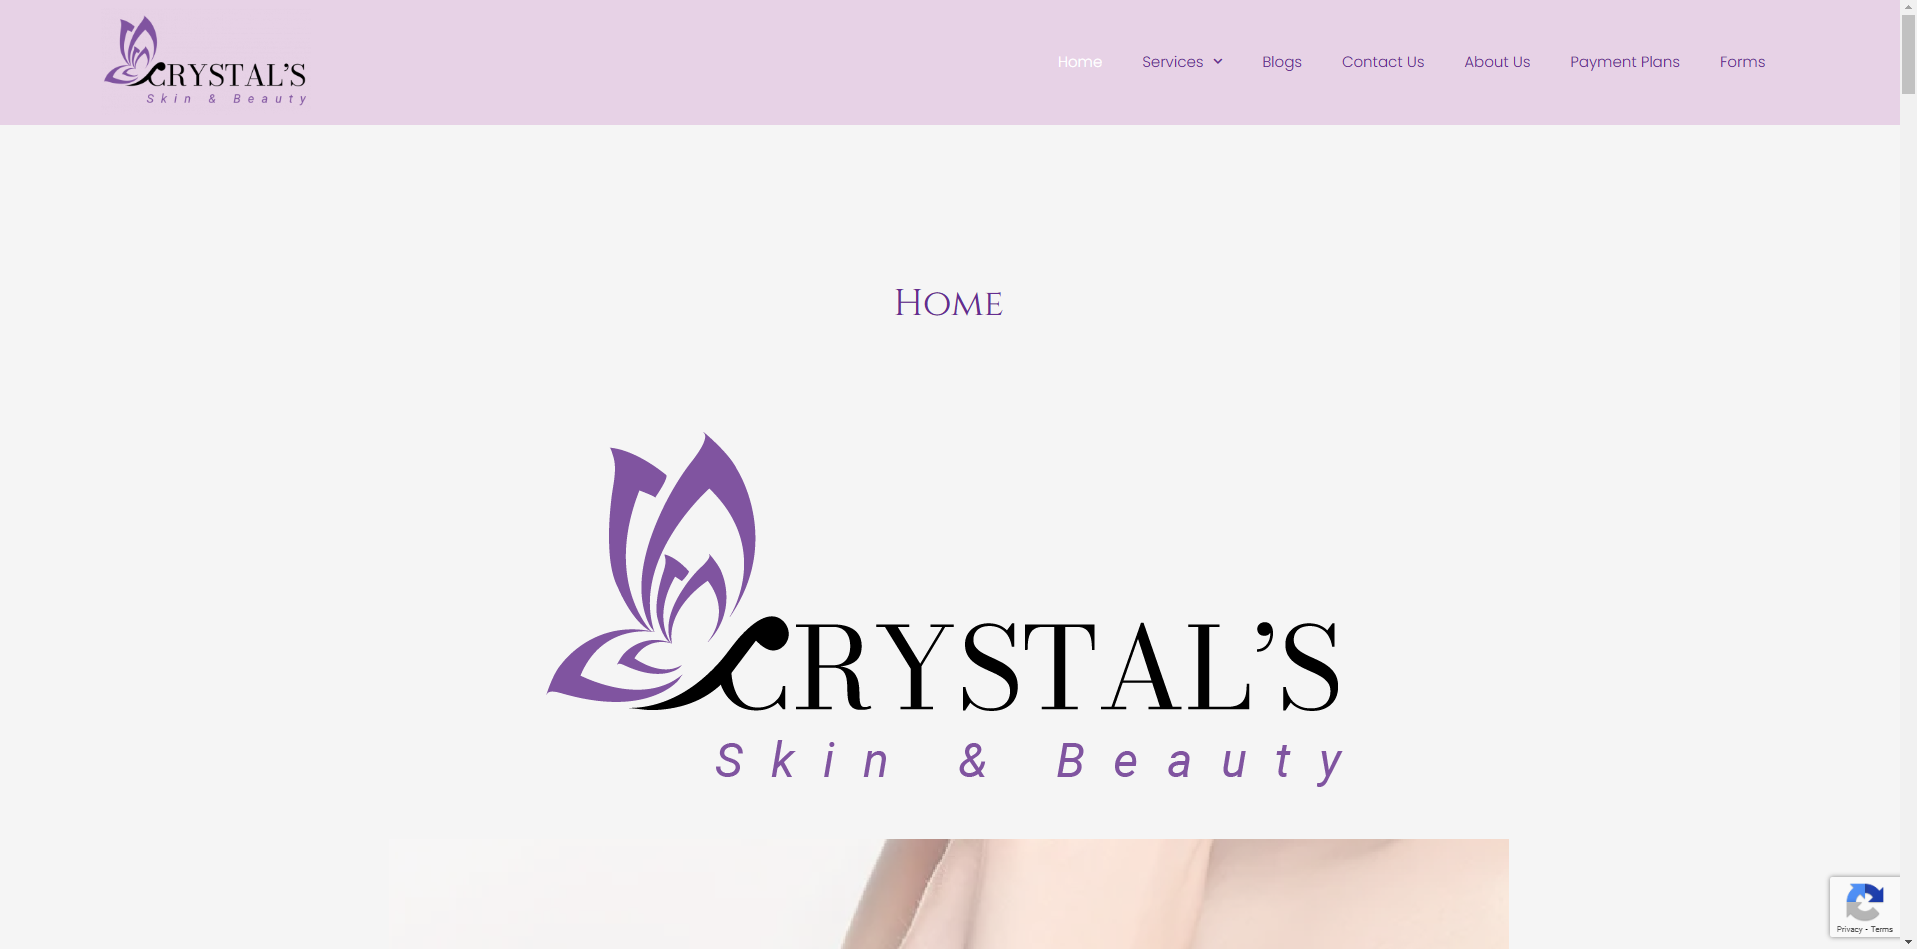 CRYSTAL'S
Skin & Beauty
Home Services Blogs Contact Us About Us Payment Plans Forms
Home
CRYSTAL'S
Skin & Beauty
Privacy - Terms